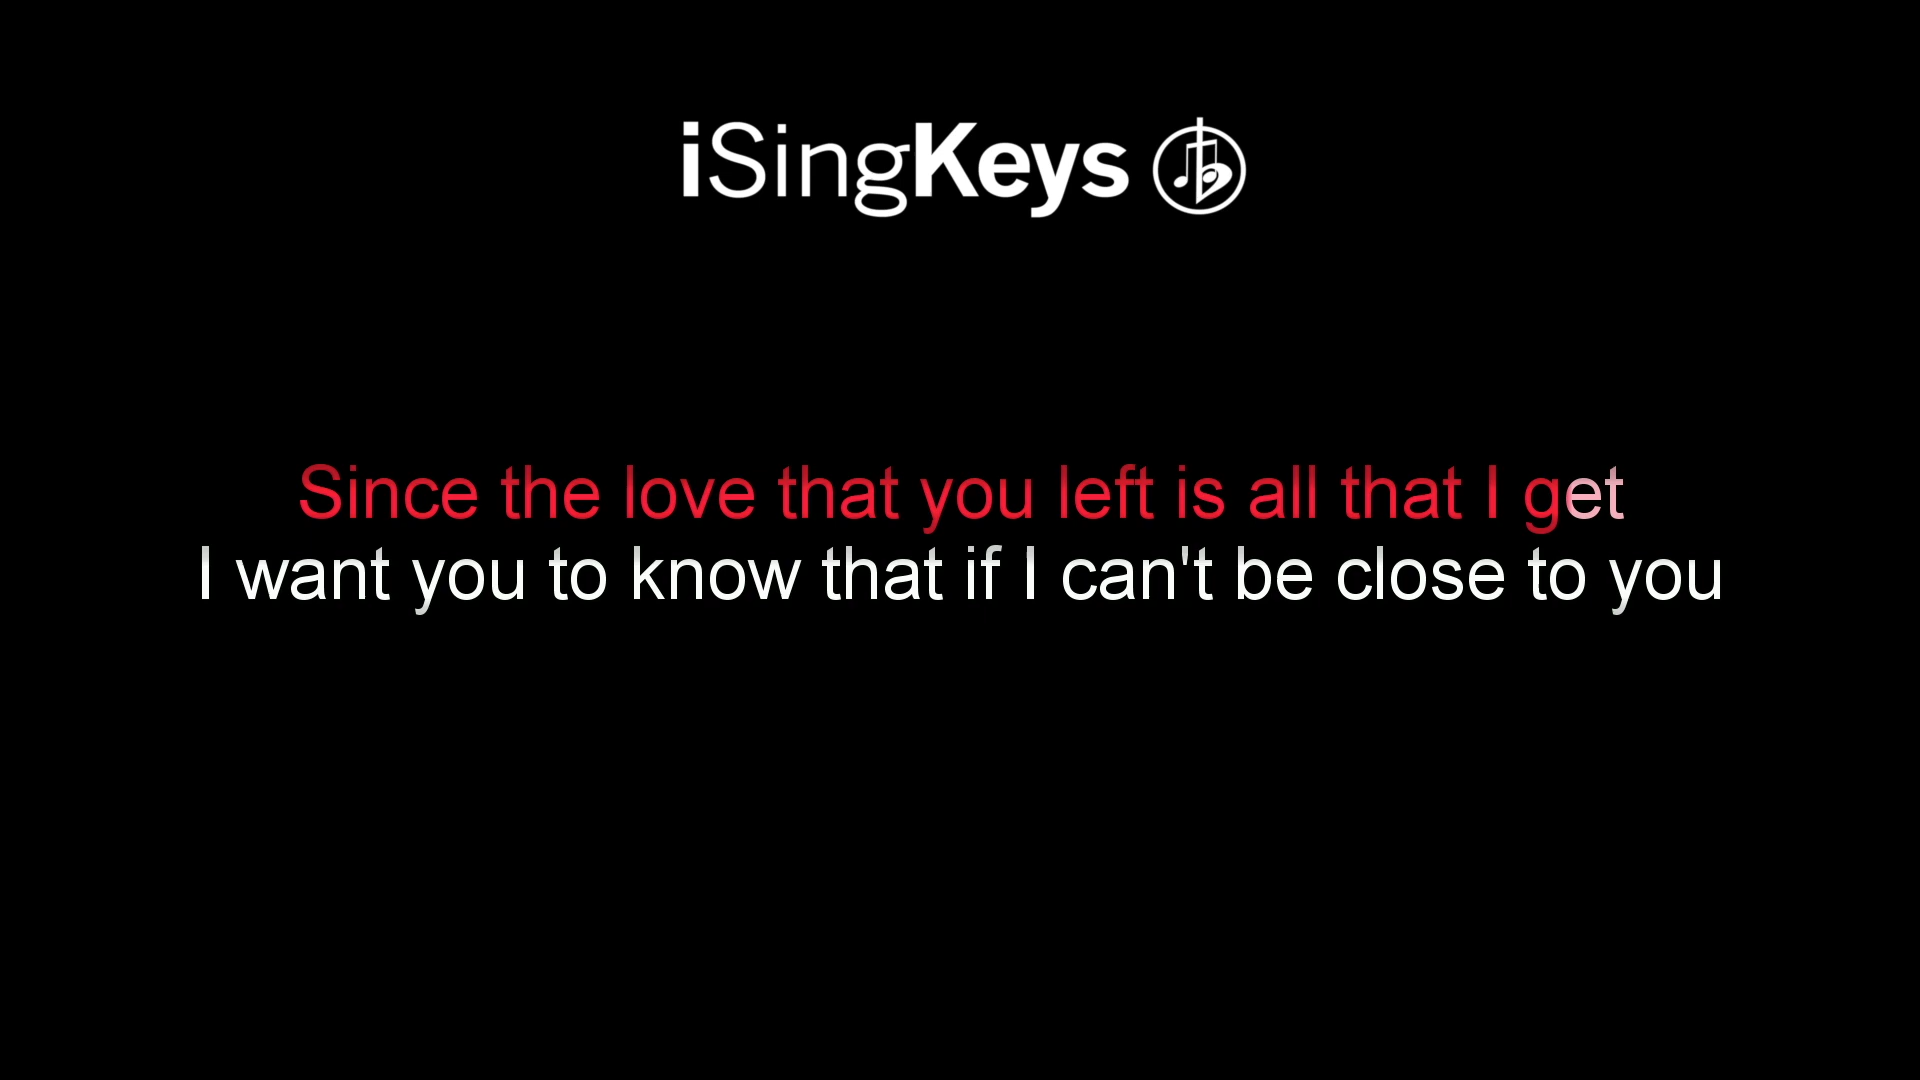 iSingKeys
Since the love that you left is all that I get
I want you to know that if I can't be close to you